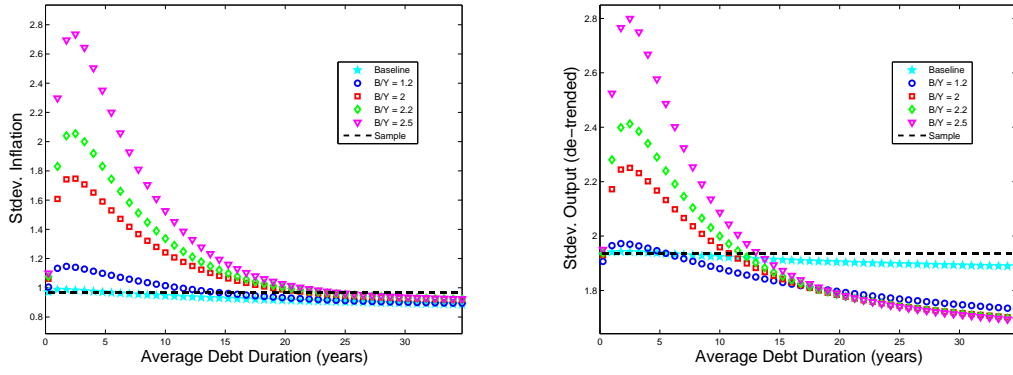 2.8
2.6
2.4
2.2
2
1.8
1.6
1.4
1.2
1
0.8
Stdev. Inflation
0 5 10 15 20 25 30
Average Debt Duration (years)
Baseline
B/Y = 1.2
B/Y = 2
B/Y = 2.2
B/Y = 2.5
Sample
2.8
2.6
2.4
2.2
2
1.8
Stdev. Output (de−trended)
0 5 10 15 20 25 30
Average Debt Duration (years)
Baseline
B/Y = 1.2
B/Y = 2
B/Y = 2.2
B/Y = 2.5
Sample